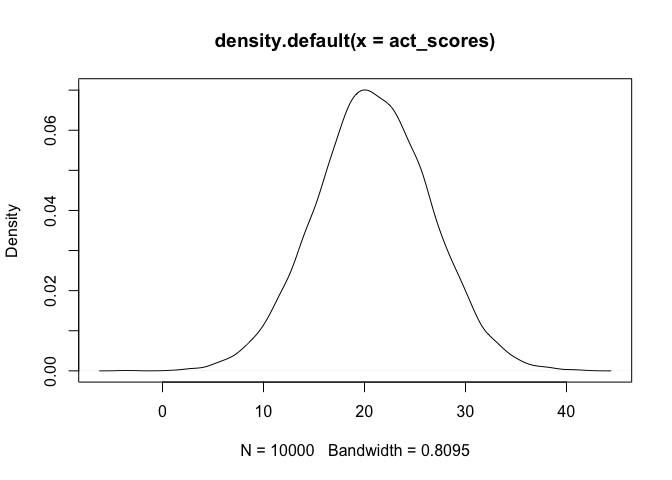 density.default(x = act_scores)
Density
0.06
0.04
0.02
0.00
0 10 20 30 40
N = 10000 Bandwidth = 0.8095